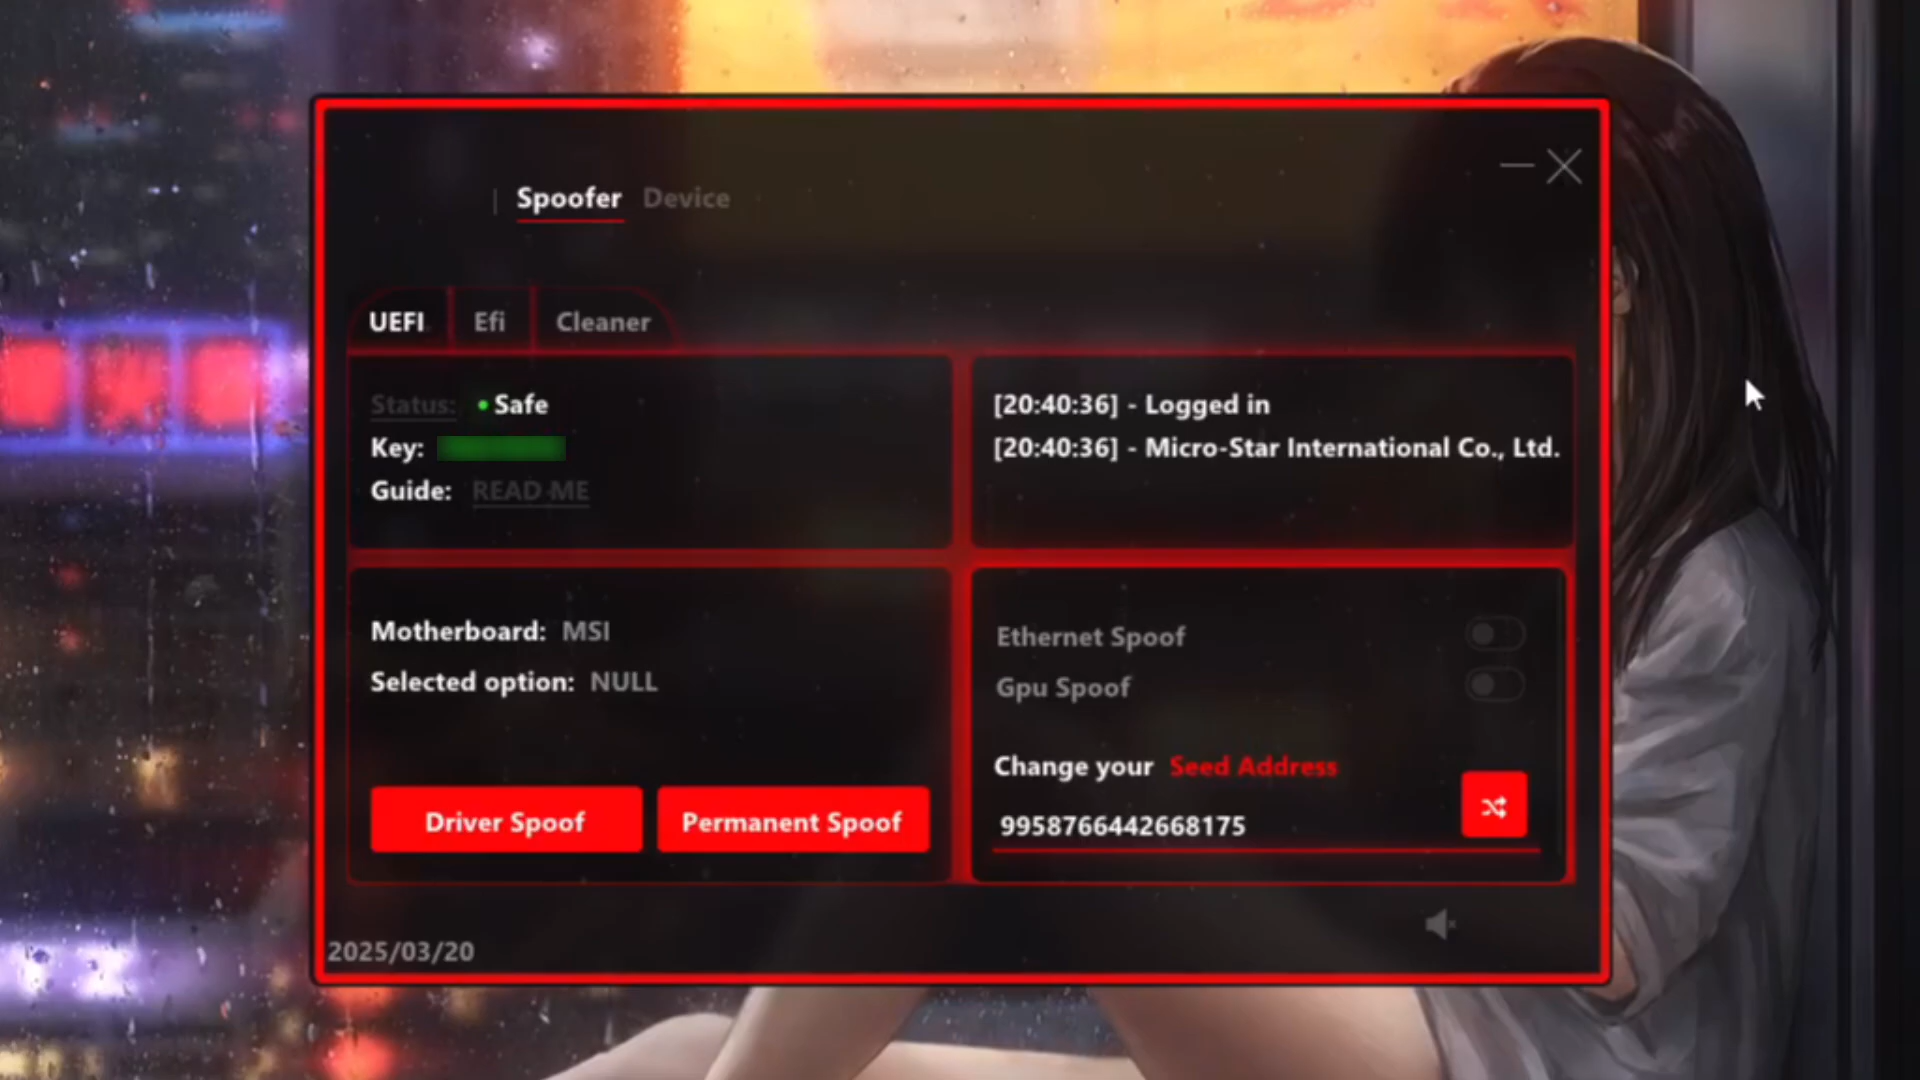 Spoofer Device
UEFI Efi Cleaner
Status: Safe
Key:
Guide: READ ME
[20:40:36] - Logged in
[20:40:36] - Micro-Star International Co., Ltd.
Motherboard: MSI
Selected option: NULL
Driver Spoof Permanent Spoof
Ethernet Spoof
Gpu Spoof
Change your Seed Address
9958766442668175
2025/03/20